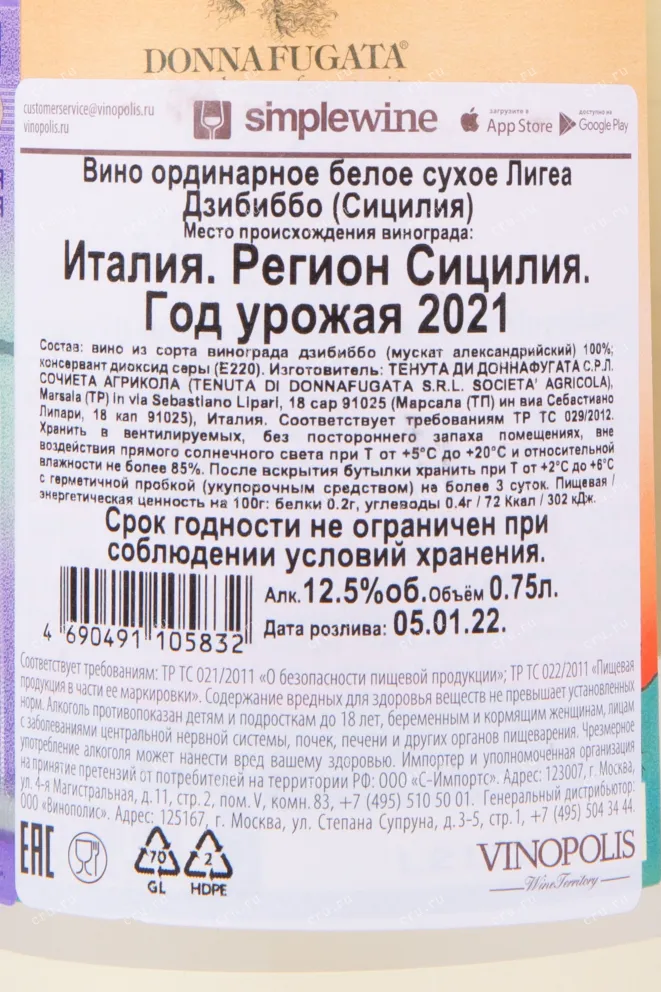 DONNAFUGATA®
customerservice@vinopolis.ru
vinopolis.ru
simplewine
загрузите в
App Store
доступно на
Google Play
Вино ординарное белое сухое Лигеа
Дзибиббо (Сицилия)
Место происхождения винограда:
Италия. Регион Сицилия.
Год урожая 2021
Состав: вино из сорта винограда дзибиббо (мускат александрийский) 100%;
консервант диоксид серы (Е220). Изготовитель: ТЕНУТА ДИ ДОННАФУГАТА С.Р.Л.
СОЧИЕТА АГРИКОЛА (TENUTA DI DONNAFUGATA S.R.L. SOCIETA' AGRICOLA),
Marsala (TP) in via Sebastiano Lipari, 18 cap 91025 (Марсала (ТП) ин виа Себастиано
Липари, 18 кап 91025), Италия. Соответствует требованиям ТР ТС 029/2012.
Хранить в вентилируемых, без постороннего запаха помещениях, вне
воздействия прямого солнечного света при Т от +5°С до +20°С и относительной
влажности не более 85%. После вскрытия бутылки хранить при Т от +2°С до +6°С
с герметичной пробкой (укупорочным средством) не более 3 суток. Пищевая /
энергетическая ценность на 100г: белки 0.2г, углеводы 0.4г / 72 Ккал / 302 кДж.
Срок годности не ограничен при
соблюдении условий хранения.
Алк. 12.5%об. Объём 0.75л.
Дата розлива: 05.01.22.
4 690491 105832
Соответствует требованиям: ТР ТС 021/2011 «О безопасности пищевой продукции»; ТР ТС 022/2011 «Пищевая
продукция в части ее маркировки». Содержание вредных для здоровья веществ не превышает установленных
норм. Алкоголь противопоказан детям и подросткам до 18 лет, беременным и кормящим женщинам, лицам
с заболеваниями центральной нервной системы, почек, печени и других органов пищеварения. Чрезмерное
употребление алкоголя может нанести вред вашему здоровью. Импортер и уполномоченная организация
на принятие претензий от потребителей на территории РФ: ООО «С-Импортс». Адрес: 123007, г. Москва,
ул. 4-я Магистральная, д.11, стр. 2, пом. V, комн. 83, +7 (495) 510 50 01. Генеральный дистрибьютор:
ООО «Винополис». Адрес: 125167, г. Москва, ул. Степана Супруна, д.3-5, стр.1, +7 (495) 504 34 44.
EAC
70
GL
2
HDPE
VINOPOLIS
Wine Territory